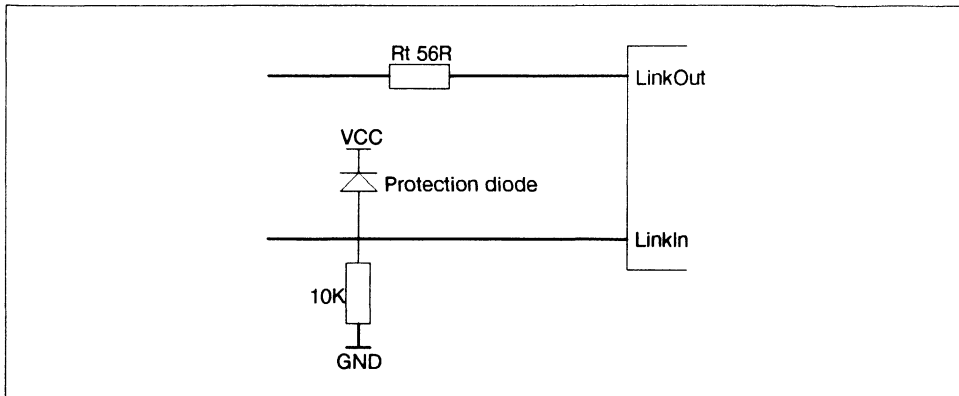 Rt 56R
LinkOut
VCC
Protection diode
LinkIn
10K
GND